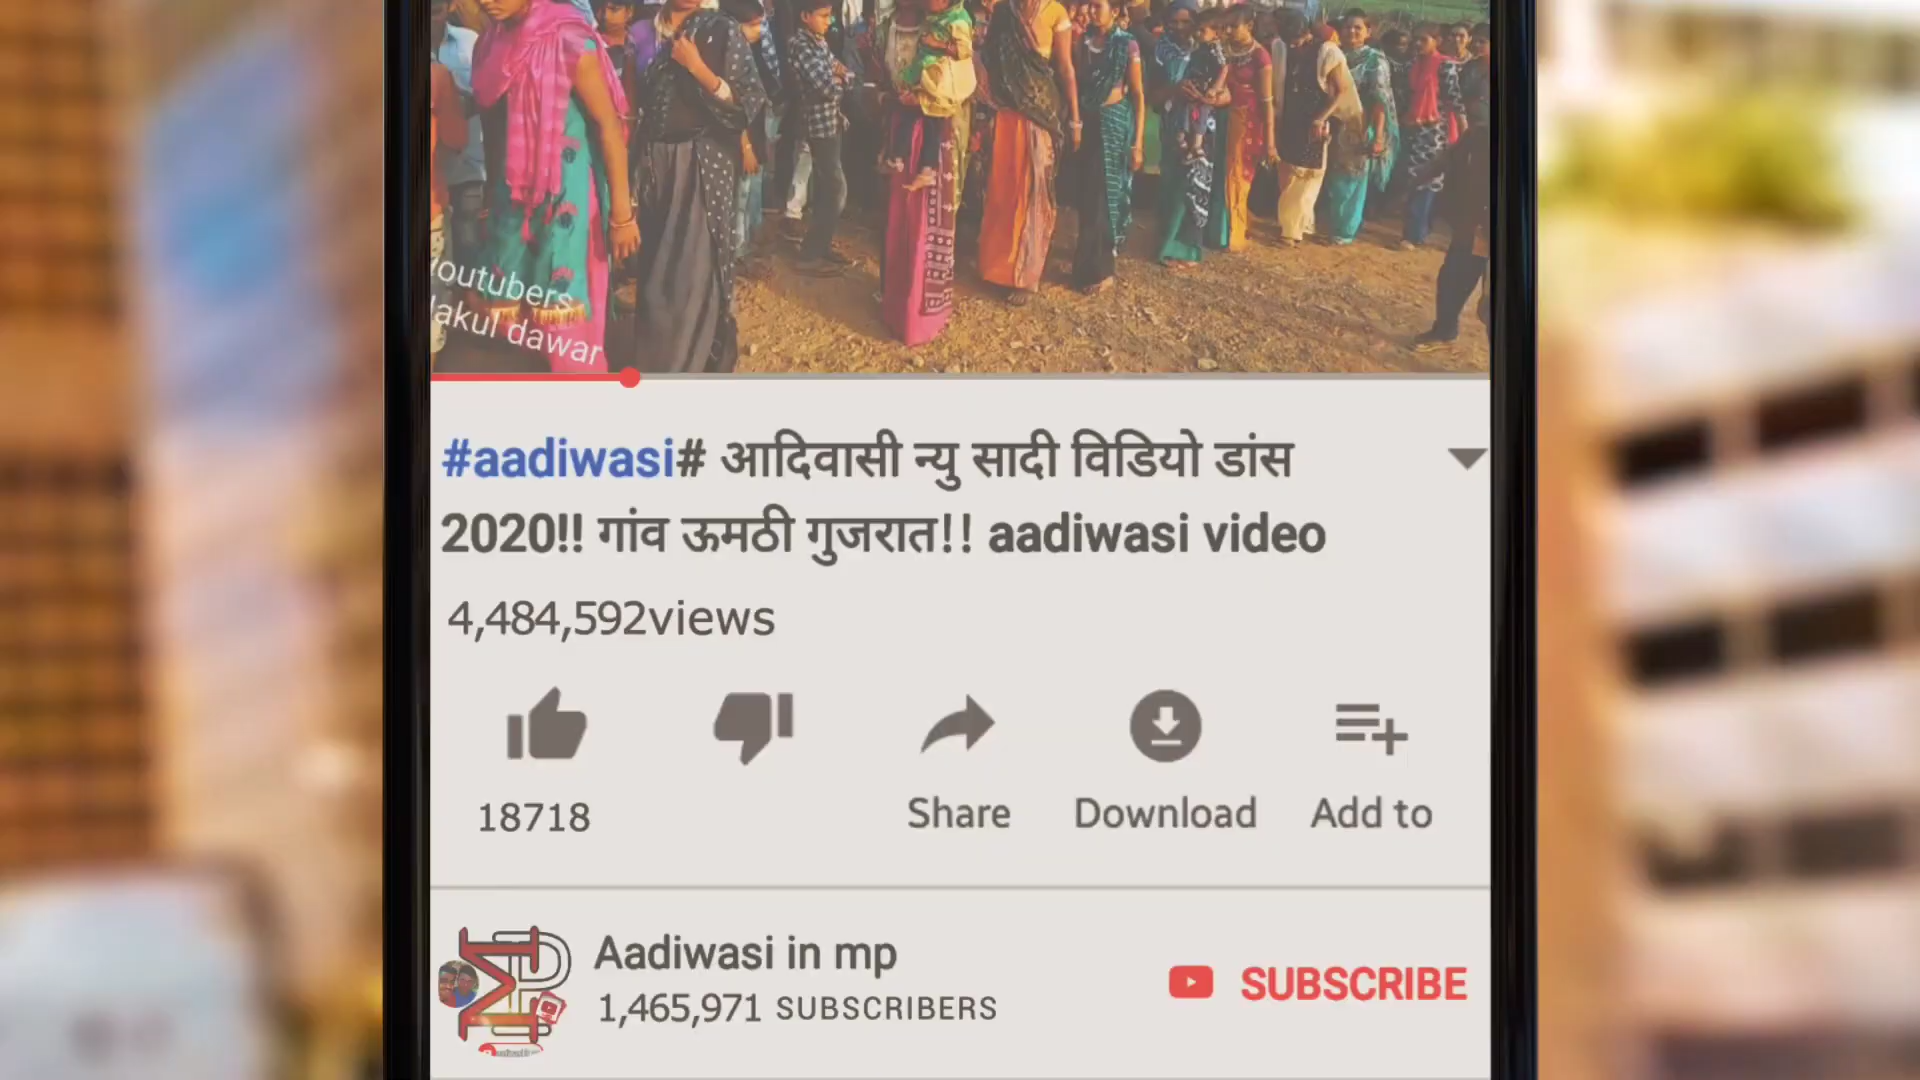 outubers
akul dawar
#aadiwasi# आदिवासी न्यु सादी विडियो डांस
2020!! गांव ऊमठी गुजरात!! aadiwasi video
4,484,592views
18718
Share
Download
Add to
Aadiwasi in mp
1,465,971 SUBSCRIBERS
SUBSCRIBE